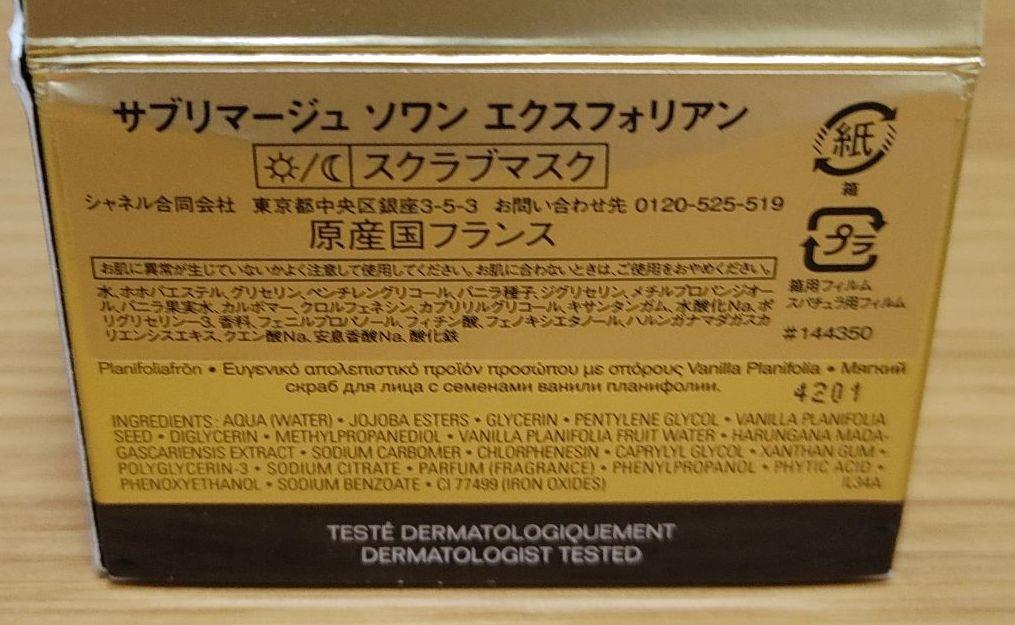 サブリマージュ ソワン エクスフォリアン
紙
スクラブマスク
箱
シャネル合同会社 東京都中央区銀座3-5-3 お問い合わせ先 0120-525-519
プラ
原産国フランス
お肌に異常が生じていないかよく注意して使用してください。お肌に合わないときは、ご使用をおやめください。
箱用フィルム
スパチュラ用フィルム
水、ホホバエステル、グリセリン、ペンチレングリコール、バニラ種子、ジグリセリン、メチルプロパンジオー
ル、バニラ果実水、カルボマー、クロルフェネシン、カプリリルグリコール、キサンタンガム、水酸化Na、ポ
リグリセリン-3、香料、フェニルプロパノール、フィチン酸、フェノキシエタノール、ハルンガナマダガスカ
リエンシスエキス、クエン酸Na、安息香酸Na、酸化鉄
#144350
Planifoliafrön • Ευγενικό απολεπιστικό προϊόν προσώπου με σπόρους Vanilla Planifolia • Мягкий
скраб для лица с семенами ванили планифолии.
4201
INGREDIENTS: AQUA (WATER) • JOJOBA ESTERS • GLYCERIN • PENTYLENE GLYCOL • VANILLA PLANIFOLIA
SEED • DIGLYCERIN • METHYLPROPANEDIOL • VANILLA PLANIFOLIA FRUIT WATER • HARUNGANA MADA-
GASCARIENSIS EXTRACT • SODIUM CARBOMER • CHLORPHENESIN • CAPRYLYL GLYCOL • XANTHAN GUM •
POLYGLYCERIN-3 • SODIUM CITRATE • PARFUM (FRAGRANCE) • PHENYLPROPANOL • PHYTIC ACID •
PHENOXYETHANOL • SODIUM BENZOATE • CI 77499 (IRON OXIDES)
IL34A
TESTÉ DERMATOLOGIQUEMENT
DERMATOLOGIST TESTED